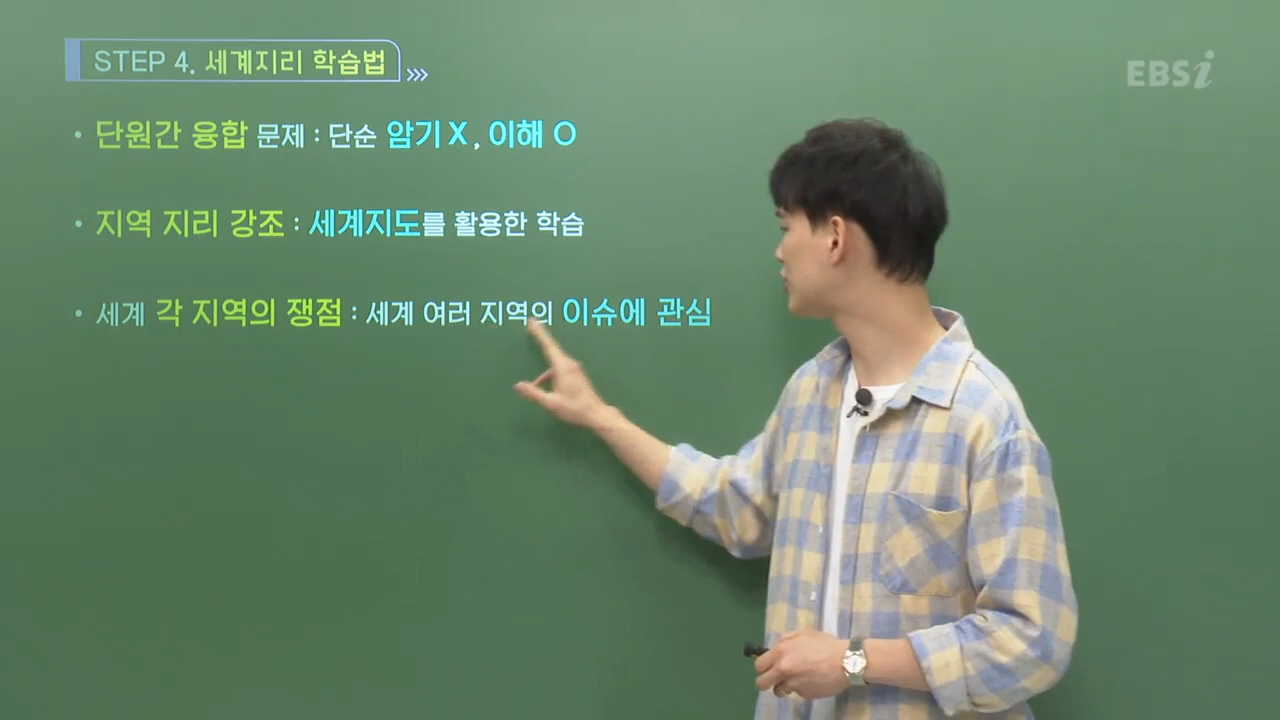 STEP 4. 세계지리 학습법 >>>
EBSi
• 단원간 융합 문제 : 단순 암기 X , 이해 O
• 지역 지리 강조 : 세계지도를 활용한 학습
• 세계 각 지역의 쟁점 : 세계 여러 지역의 이슈에 관심